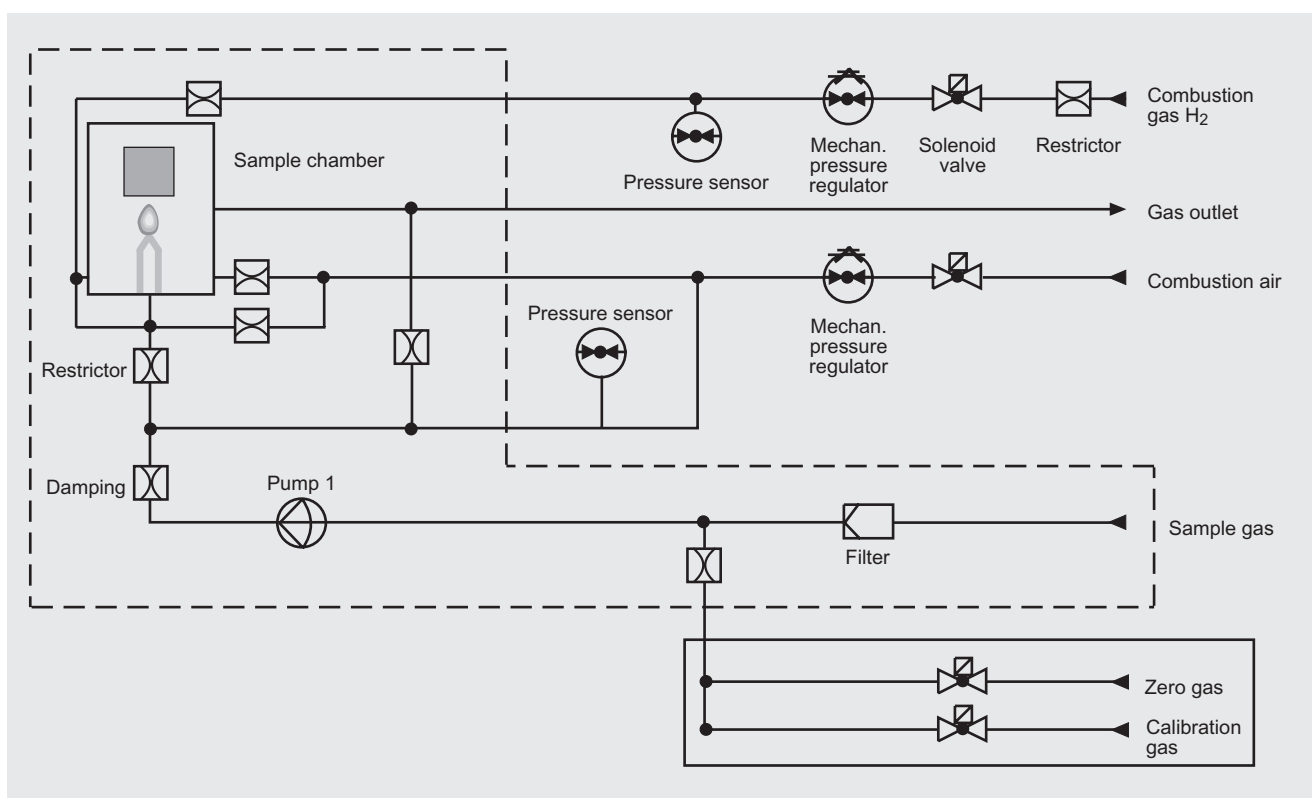 Combustion
gas H2
Sample chamber
Pressure sensor
Mechan.
pressure
regulator
Solenoid
valve
Restrictor
Gas outlet
Combustion air
Pressure sensor
Mechan.
pressure
regulator
Restrictor
Damping
Pump 1
Filter
Sample gas
Zero gas
Calibration
gas